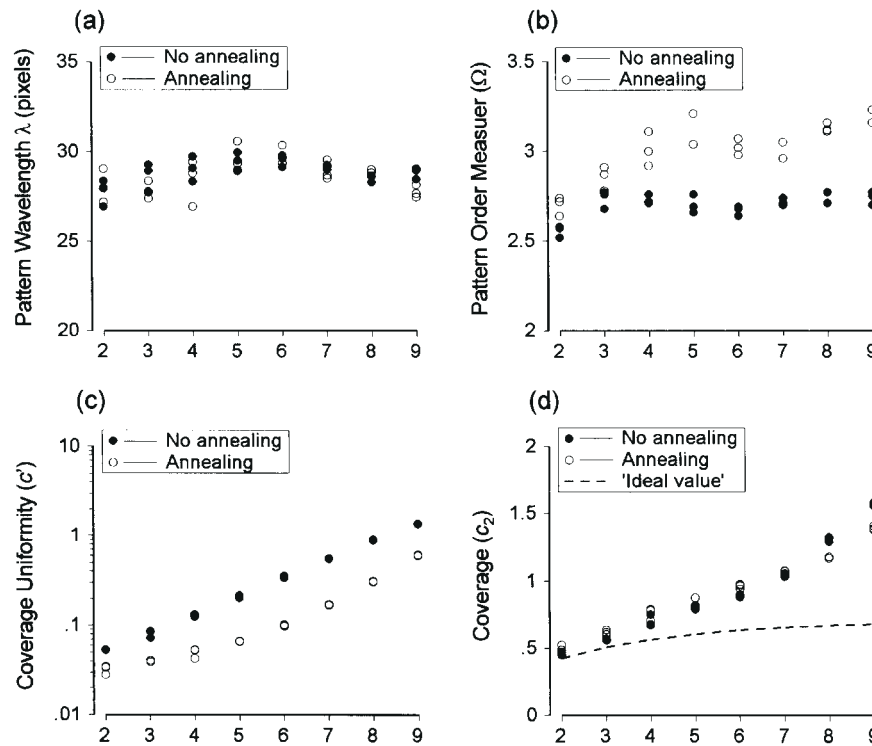 (a)
35
30
25
20
Pattern Wavelength λ (pixels)
No annealing
Annealing
2 3 4 5 6 7 8 9
(b)
3.5
3
2.5
2
Pattern Order Measuer (Ω)
No annealing
Annealing
2 3 4 5 6 7 8 9
(c)
10
1
.1
.01
Coverage Uniformity (c')
No annealing
Annealing
2 3 4 5 6 7 8 9
(d)
2
1.5
1
.5
0
Coverage (c₂)
No annealing
Annealing
'Ideal value'
2 3 4 5 6 7 8 9